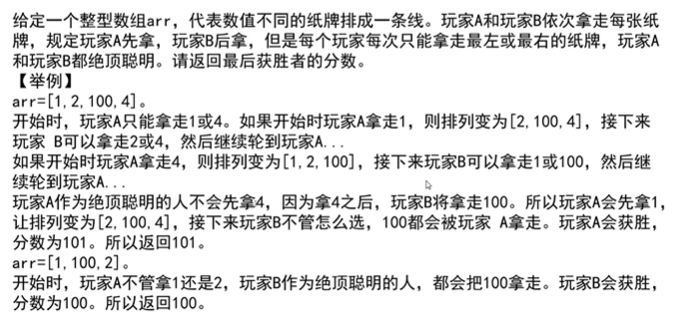 给定一个整型数组arr，代表数值不同的纸牌排成一条线。玩家A和玩家B依次拿走每张纸
牌，规定玩家A先拿，玩家B后拿，但是每个玩家每次只能拿走最左或最右的纸牌，玩家A
和玩家B都绝顶聪明。请返回最后获胜者的分数。
【举例】
arr=[1,2,100,4]。
开始时，玩家A只能拿走1或4。如果开始时玩家A拿走1，则排列变为[2,100,4]，接下来
玩家 B可以拿走2或4，然后继续轮到玩家A...
如果开始时玩家A拿走4，则排列变为[1,2,100]，接下来玩家B可以拿走1或100，然后继
续轮到玩家A...
玩家A作为绝顶聪明的人不会先拿4，因为拿4之后，玩家B将拿走100。所以玩家A会先拿1，
让排列变为[2,100,4]，接下来玩家B不管怎么选，100都会被玩家 A拿走。玩家A会获胜，
分数为101。所以返回101。
arr=[1,100,2]。
开始时，玩家A不管拿1还是2，玩家B作为绝顶聪明的人，都会把100拿走。玩家B会获胜，
分数为100。所以返回100。